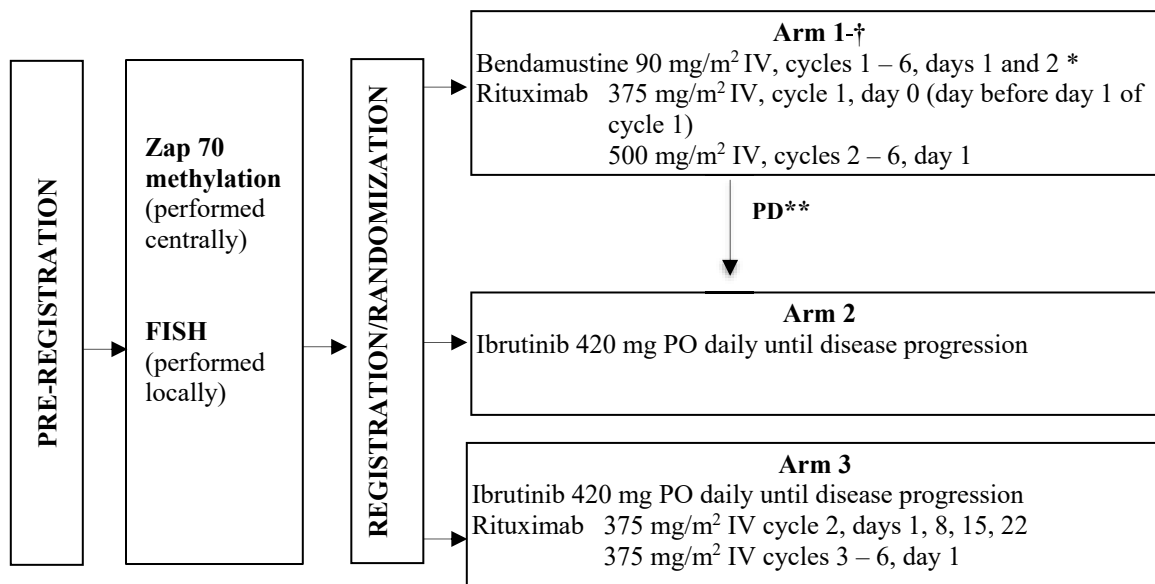 PRE-REGISTRATION
Zap 70
methylation
(performed
centrally)
FISH
(performed
locally)
REGISTRATION/RANDOMIZATION
Arm 1-†
Bendamustine 90 mg/m² IV, cycles 1 – 6, days 1 and 2 *
Rituximab 375 mg/m² IV, cycle 1, day 0 (day before day 1 of
cycle 1)
500 mg/m² IV, cycles 2 – 6, day 1
PD**
Arm 2
Ibrutinib 420 mg PO daily until disease progression
Arm 3
Ibrutinib 420 mg PO daily until disease progression
Rituximab 375 mg/m² IV cycle 2, days 1, 8, 15, 22
375 mg/m² IV cycles 3 – 6, day 1